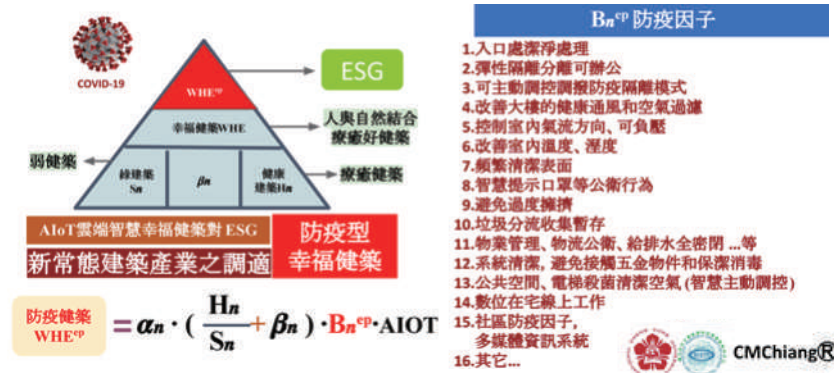 COVID-19
WHEᵉᵖ
ESG
幸福健築WHE
人與自然結合
療癒好健築
弱健築
綠建築
Sn
βn
健康
建築Hn
療癒健築
AIoT雲端智慧幸福健築對 ESG
新常態建築產業之調適
防疫型
幸福健築
防疫健築
WHEᵉᵖ
= αn · ( Hn / Sn + βn ) · Bnᵉᵖ · AIOT
Bnᵉᵖ 防疫因子
1.入口處潔淨處理
2.彈性隔離分離可辦公
3.可主動調控調撥防疫隔離模式
4.改善大樓的健康通風和空氣過濾
5.控制室內氣流方向、可負壓
6.改善室內溫度、溼度
7.頻繁清潔表面
8.智慧提示口罩等公衛行為
9.避免過度擁擠
10.垃圾分流收集暫存
11.物業管理、物流公衛、給排水全密閉 ...等
12.系統清潔, 避免接觸五金物件和保潔消毒
13.公共空間、電梯殺菌清潔空氣 (智慧主動調控)
14.數位在宅線上工作
15.社區防疫因子,
多媒體資訊系統
16.其它...
CMChiang®